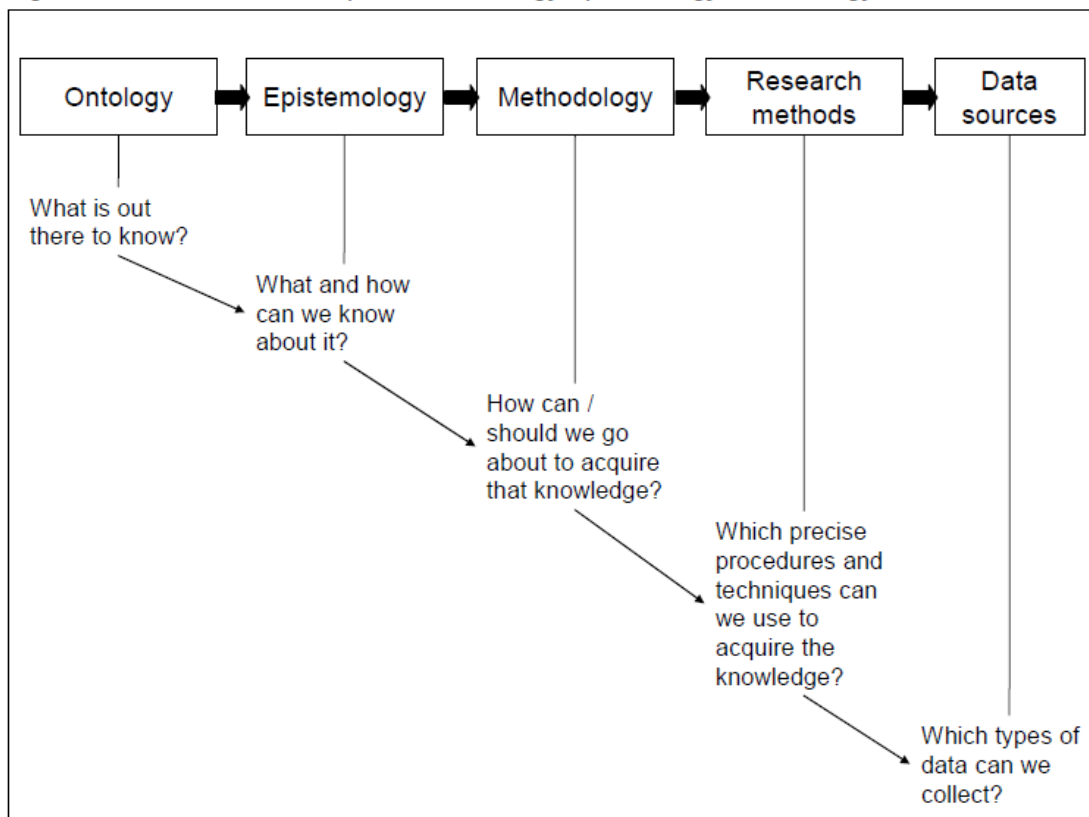 Ontology
Epistemology
Methodology
Research
methods
Data
sources
What is out
there to know?
What and how
can we know
about it?
How can /
should we go
about to acquire
that knowledge?
Which precise
procedures and
techniques can
we use to
acquire the
knowledge?
Which types of
data can we
collect?